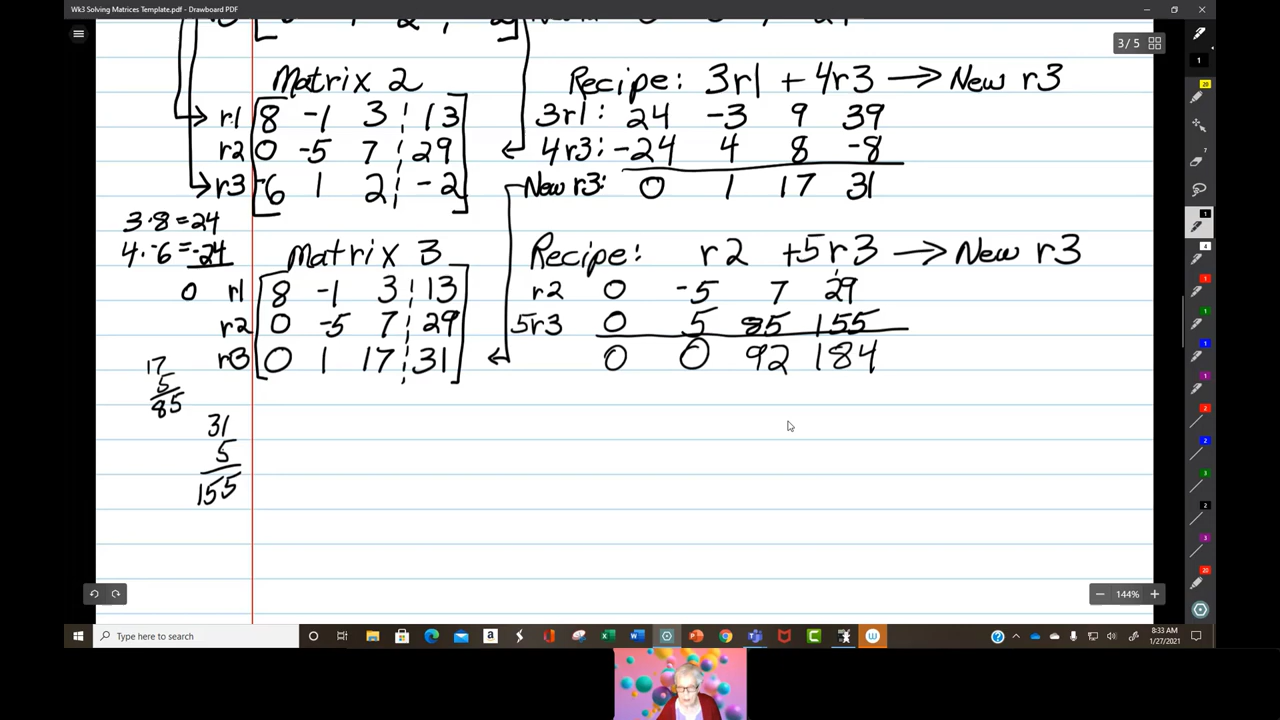 Wk3 Solving Matrices Template.pdf - Drawboard PDF
3/5
Matrix 2
Recipe: 3r1 + 4r3 → New r3
r1 8 -1 3 13
3r1: 24 -3 9 39
r2 0 -5 7 29
4r3: -24 4 8 -8
r3 -6 1 2 -2
New r3: 0 1 17 31
3·8=24
4·-6=-24
0
Matrix 3
Recipe: r2 +5r3 → New r3
r1 8 -1 3 13
r2 0 -5 7 29
r2 0 -5 7 29
5r3 0 5 85 155
r3 0 1 17 31
0 0 92 184
17
5
85
31
5
155
144%
Type here to search
8:33 AM
1/27/2021